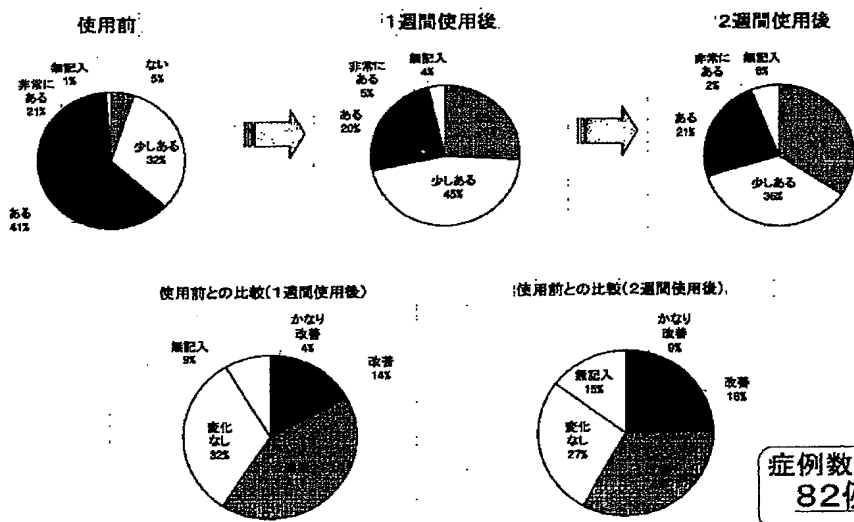 使用前
1週間使用後
2週間使用後
無記入
1%
ない
5%
非常に
ある
21%
少しある
32%
ある
41%
非常に
ある
5%
無記入
4%
ある
20%
少しある
45%
非常に
ある
2%
無記入
6%
ある
21%
少しある
36%
使用前との比較(1週間使用後)
使用前との比較(2週間使用後)
かなり
改善
4%
無記入
9%
改善
14%
変化
なし
32%
かなり
改善
9%
無記入
15%
改善
16%
変化
なし
27%
症例数
82例